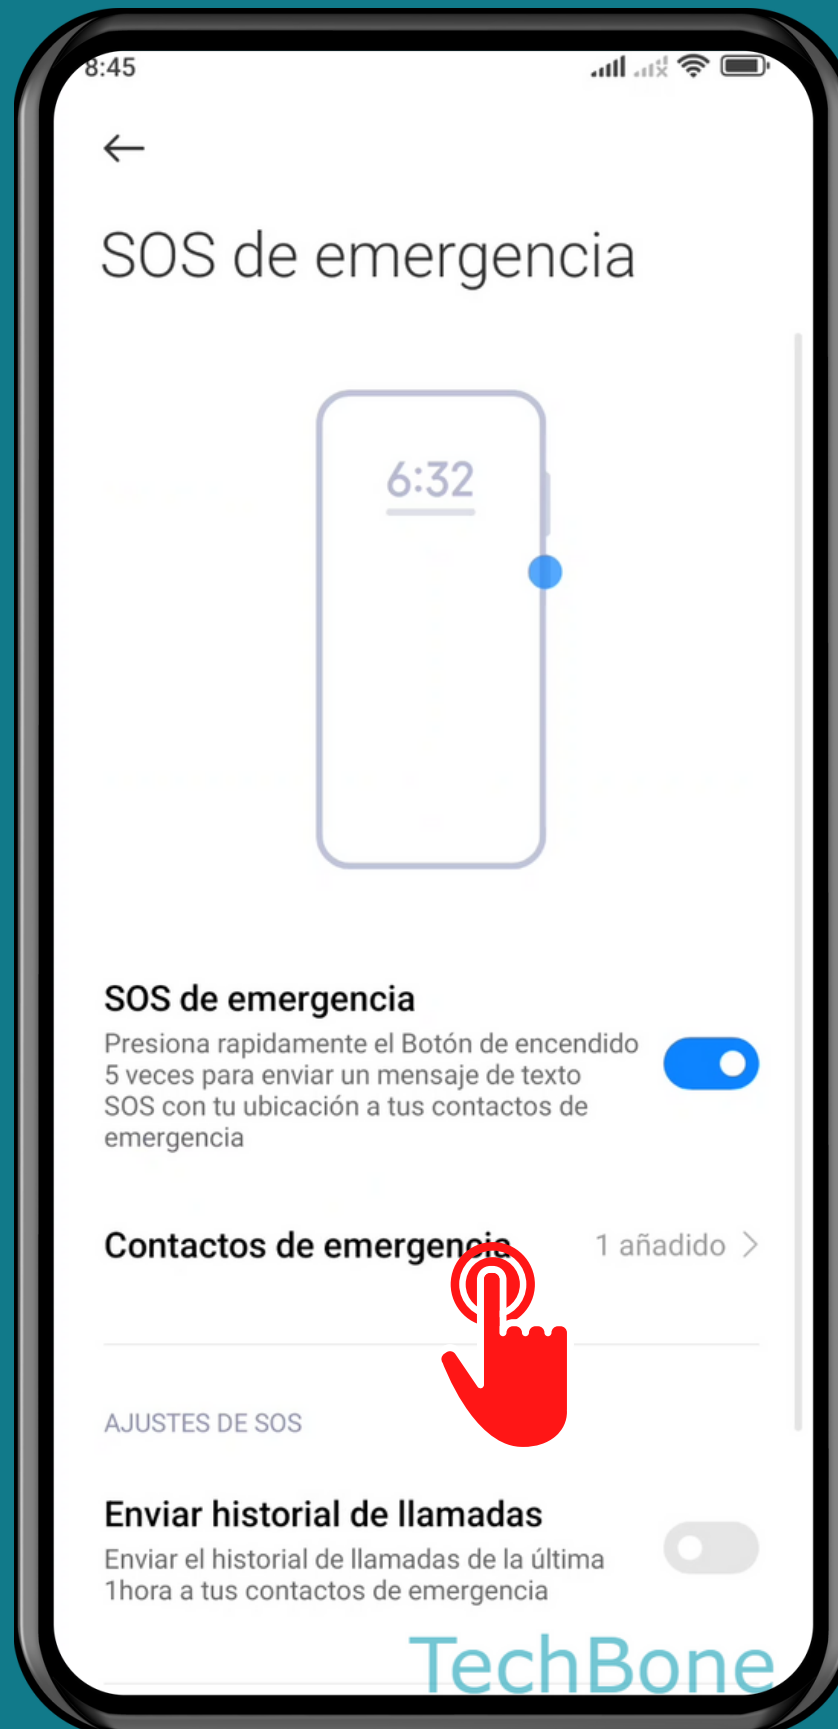 8:45
SOS de emergencia
6:32
SOS de emergencia
Presiona rapidamente el Botón de encendido
5 veces para enviar un mensaje de texto
SOS con tu ubicación a tus contactos de
emergencia
Contactos de emergencia
1 añadido
AJUSTES DE SOS
Enviar historial de llamadas
Enviar el historial de llamadas de la última
1hora a tus contactos de emergencia
TechBone